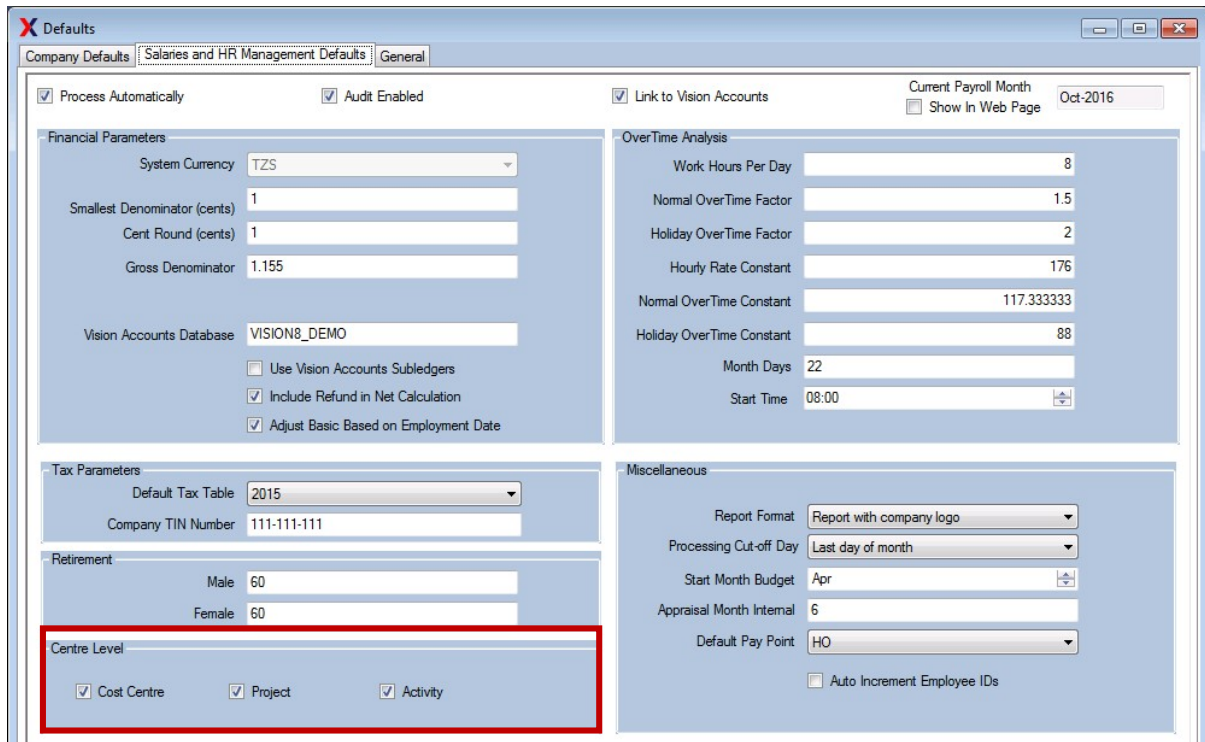 Defaults
Company Defaults Salaries and HR Management Defaults General
Process Automatically
Audit Enabled
Link to Vision Accounts
Current Payroll Month
Show In Web Page
Oct-2016
Financial Parameters
System Currency TZS
Smallest Denominator (cents) 1
Cent Round (cents) 1
Gross Denominator 1.155
Vision Accounts Database VISION8_DEMO
Use Vision Accounts Subledgers
Include Refund in Net Calculation
Adjust Basic Based on Employment Date
OverTime Analysis
Work Hours Per Day 8
Normal OverTime Factor 1.5
Holiday OverTime Factor 2
Hourly Rate Constant 176
Normal OverTime Constant 117.333333
Holiday OverTime Constant 88
Month Days 22
Start Time 08:00
Tax Parameters
Default Tax Table 2015
Company TIN Number 111-111-111
Retirement
Male 60
Female 60
Centre Level
Cost Centre Project Activity
Miscellaneous
Report Format Report with company logo
Processing Cut-off Day Last day of month
Start Month Budget Apr
Appraisal Month Internal 6
Default Pay Point HO
Auto Increment Employee IDs